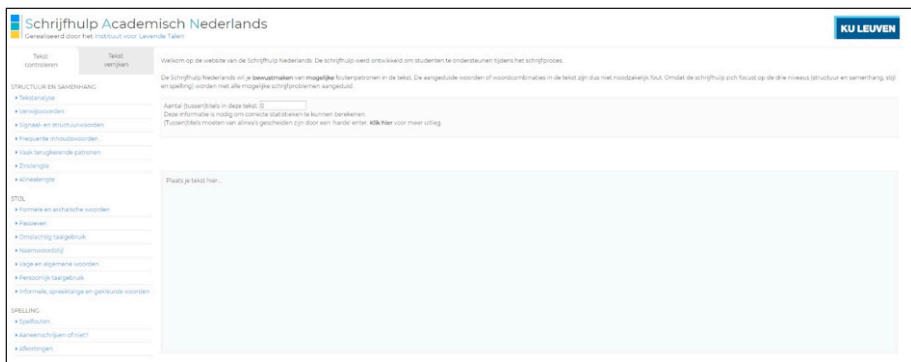 Schrijfhulp Academisch Nederlands
Gerealiseerd door het Instituut voor Levende Talen
KU LEUVEN
Tekst controleren
Tekst verrijken
STRUCTUUR EN SAMENHANG
Tekstanalyse
Verwijswoorden
Signaal- en structuurwoorden
Frequente inhoudswoorden
Vaak terugkerende patronen
Zinslengte
Alinealengte
STIJL
Formele en archaïsche woorden
Passieven
Omslachtig taalgebruik
Naamwoordstijl
Vage en algemene woorden
Persoonlijk taalgebruik
Informele, spreektalige en gekleurde woorden
SPELLING
Spelfouten
Aaneenschrijven of niet?
Afkortingen
Welkom op de website van de Schrijfhulp Nederlands. De schrijfhulp werd ontwikkeld om studenten te ondersteunen tijdens het schrijfproces.
De Schrijfhulp Nederlands wil je bewustmaken van mogelijke foutenpatronen in de tekst. De aangeduide woorden of woordcombinaties in de tekst zijn dus niet noodzakelijk fout. Omdat de schrijfhulp zich focust op de drie niveaus (structuur en samenhang, stijl
en spelling) worden niet alle mogelijke schrijfproblemen aangeduid.
Aantal (tussen)titels in deze tekst: 0
Deze informatie is nodig om correcte statistieken te kunnen berekenen.
(Tussen)titels moeten van alinea's gescheiden zijn door een 'harde' enter. Klik hier voor meer uitleg.
Plaats je tekst hier...